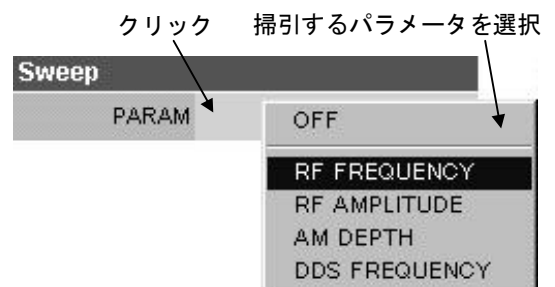 クリック 掃引するパラメータを選択
Sweep
PARAM
OFF
RF FREQUENCY
RF AMPLITUDE
AM DEPTH
DDS FREQUENCY